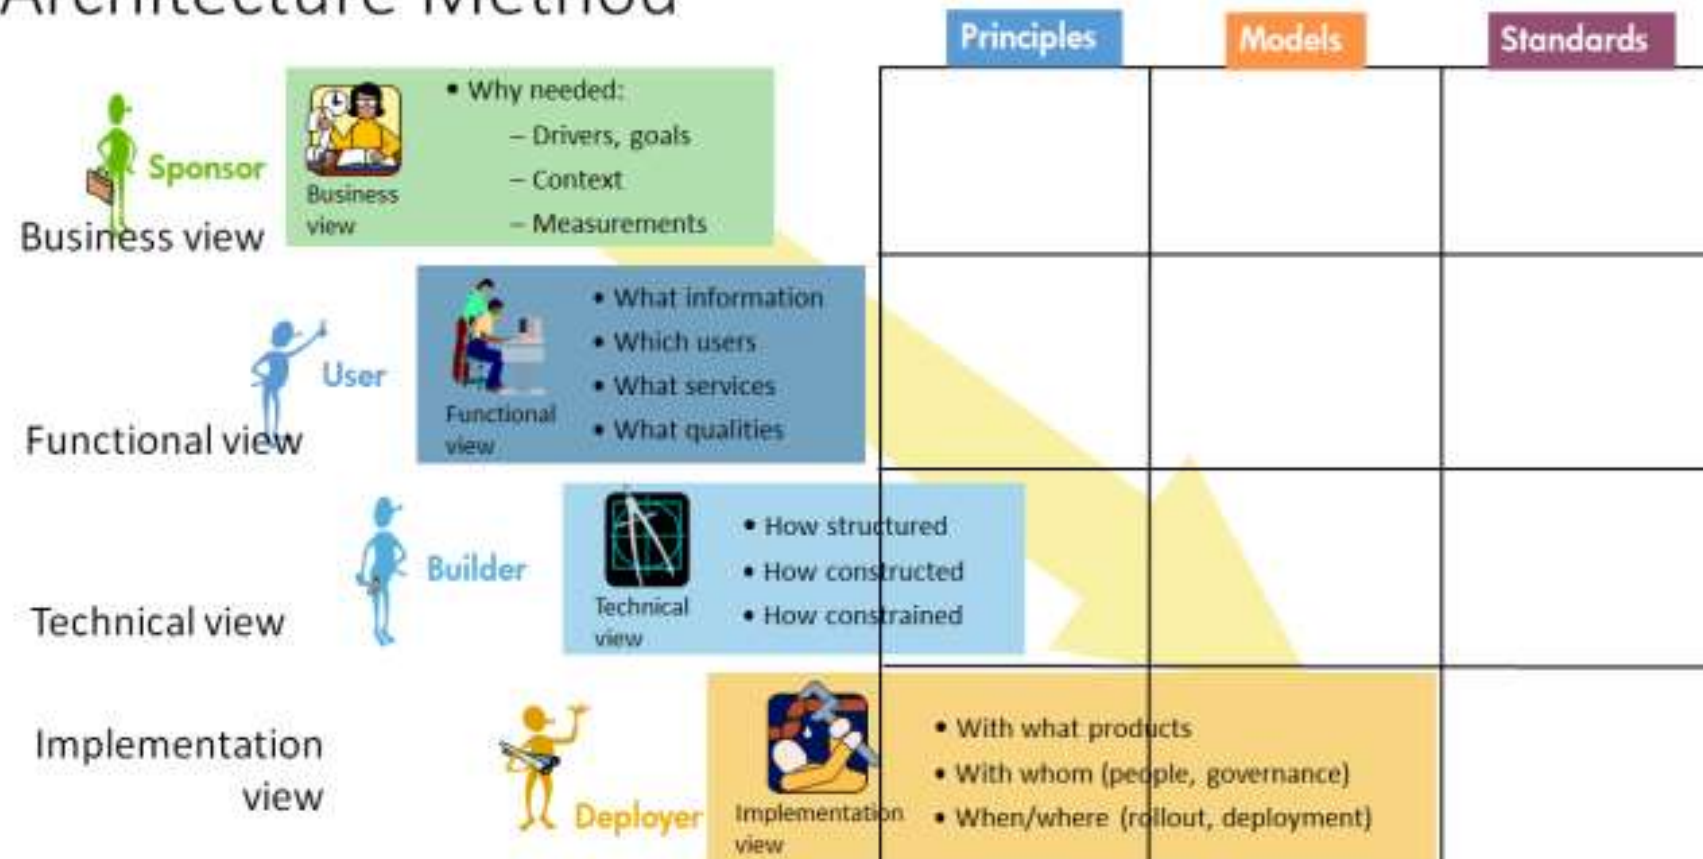 Architecture Method
Principles
Models
Standards
Sponsor
Business view
Business
view
• Why needed:
– Drivers, goals
– Context
– Measurements
User
Functional view
Functional
view
• What information
• Which users
• What services
• What qualities
Builder
Technical view
Technical
view
• How structured
• How constructed
• How constrained
Implementation
view
Deployer
Implementation
view
• With what products
• With whom (people, governance)
• When/where (rollout, deployment)